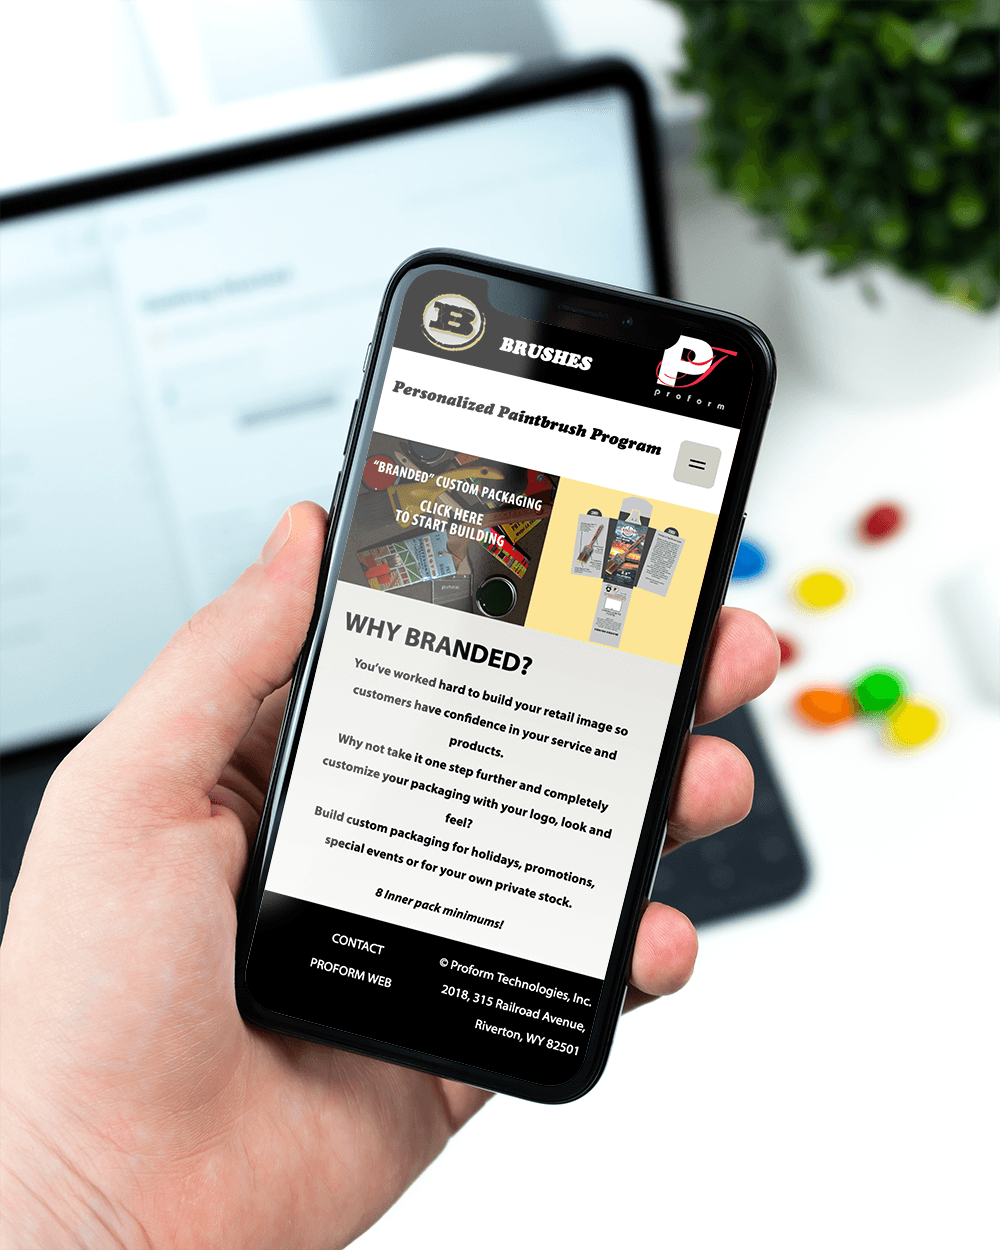 B
BRUSHES
P
proform
Personalized Paintbrush Program
"BRANDED" CUSTOM PACKAGING
CLICK HERE
TO START BUILDING
WHY BRANDED?
You've worked hard to build your retail image so
customers have confidence in your service and
products.
Why not take it one step further and completely
customize your packaging with your logo, look and
feel?
Build custom packaging for holidays, promotions,
special events or for your own private stock.
8 Inner pack minimums!
CONTACT
PROFORM WEB
© Proform Technologies, Inc.
2018, 315 Railroad Avenue,
Riverton, WY 82501